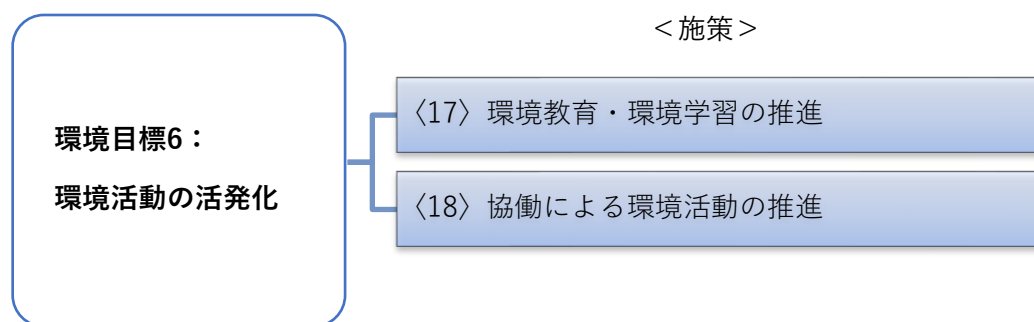 ＜施策＞
環境目標6：
環境活動の活発化
〈17〉環境教育・環境学習の推進
〈18〉協働による環境活動の推進